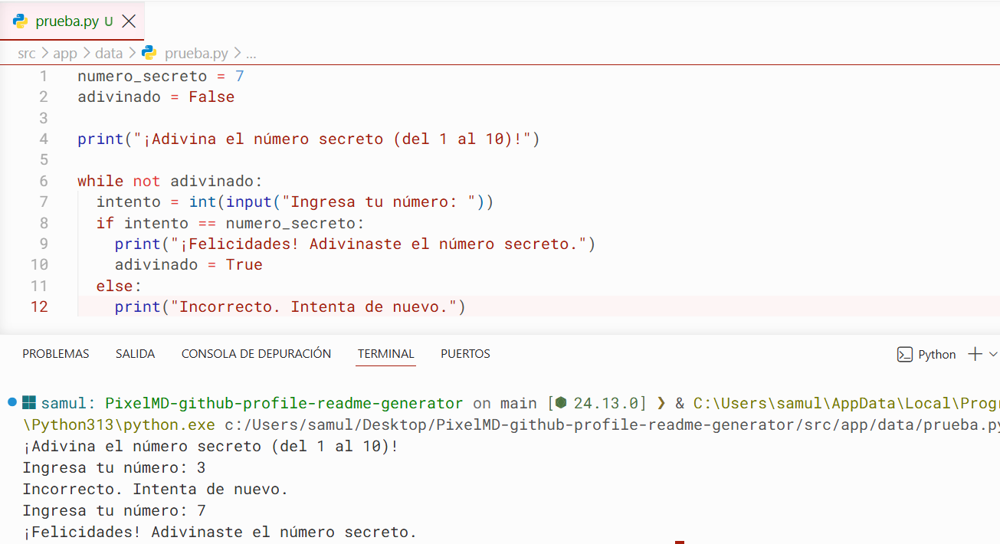 prueba.py U
src > app > data > prueba.py > ...
1 numero_secreto = 7
2 adivinado = False
3
4 print("¡Adivina el número secreto (del 1 al 10)!")
5
6 while not adivinado:
7   intento = int(input("Ingresa tu número: "))
8   if intento == numero_secreto:
9     print("¡Felicidades! Adivinaste el número secreto.")
10     adivinado = True
11   else:
12     print("Incorrecto. Intenta de nuevo.")
PROBLEMAS SALIDA CONSOLA DE DEPURACIÓN TERMINAL PUERTOS Python
samul: PixelMD-github-profile-readme-generator on main [⬢ 24.13.0] ❯ & C:\Users\samul\AppData\Local\Progr
\Python313\python.exe c:/Users/samul/Desktop/PixelMD-github-profile-readme-generator/src/app/data/prueba.py
¡Adivina el número secreto (del 1 al 10)!
Ingresa tu número: 3
Incorrecto. Intenta de nuevo.
Ingresa tu número: 7
¡Felicidades! Adivinaste el número secreto.